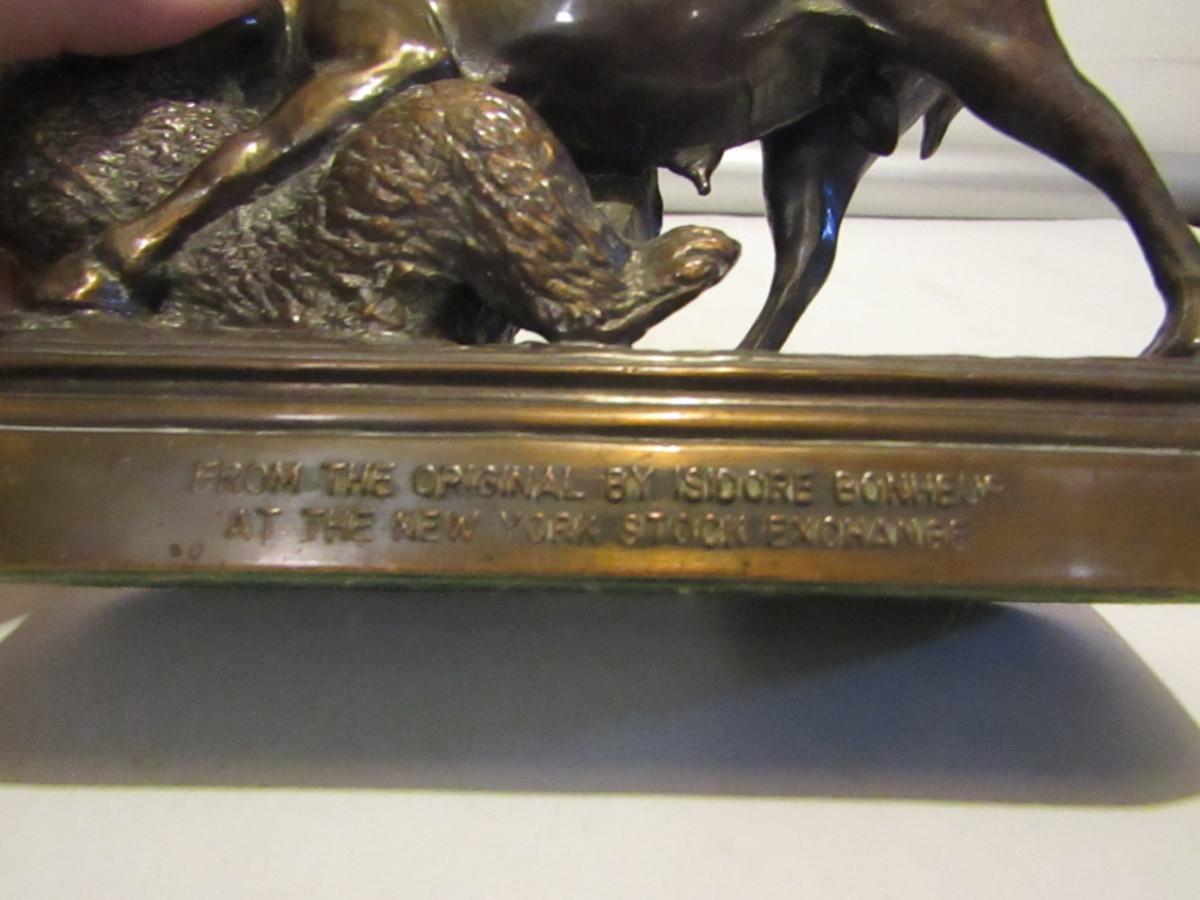 FROM THE ORIGINAL BY ISIDORE BONHEUR
AT THE NEW YORK STOCK EXCHANGE